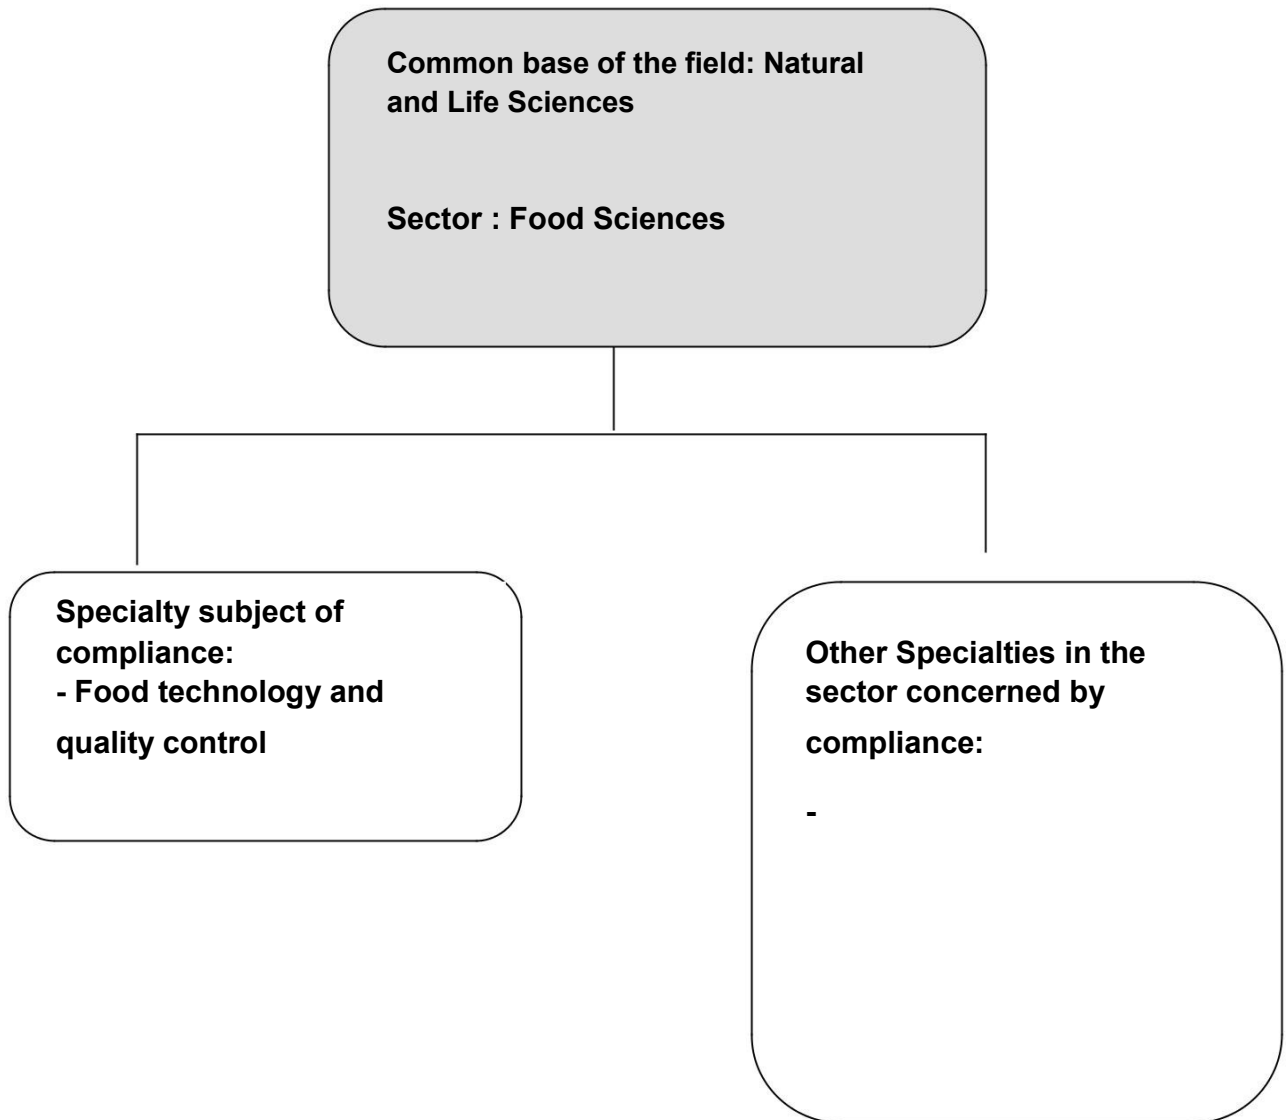 Common base of the field: Natural
and Life Sciences
Sector : Food Sciences
Specialty subject of
compliance:
- Food technology and
quality control
Other Specialties in the
sector concerned by
compliance:
-